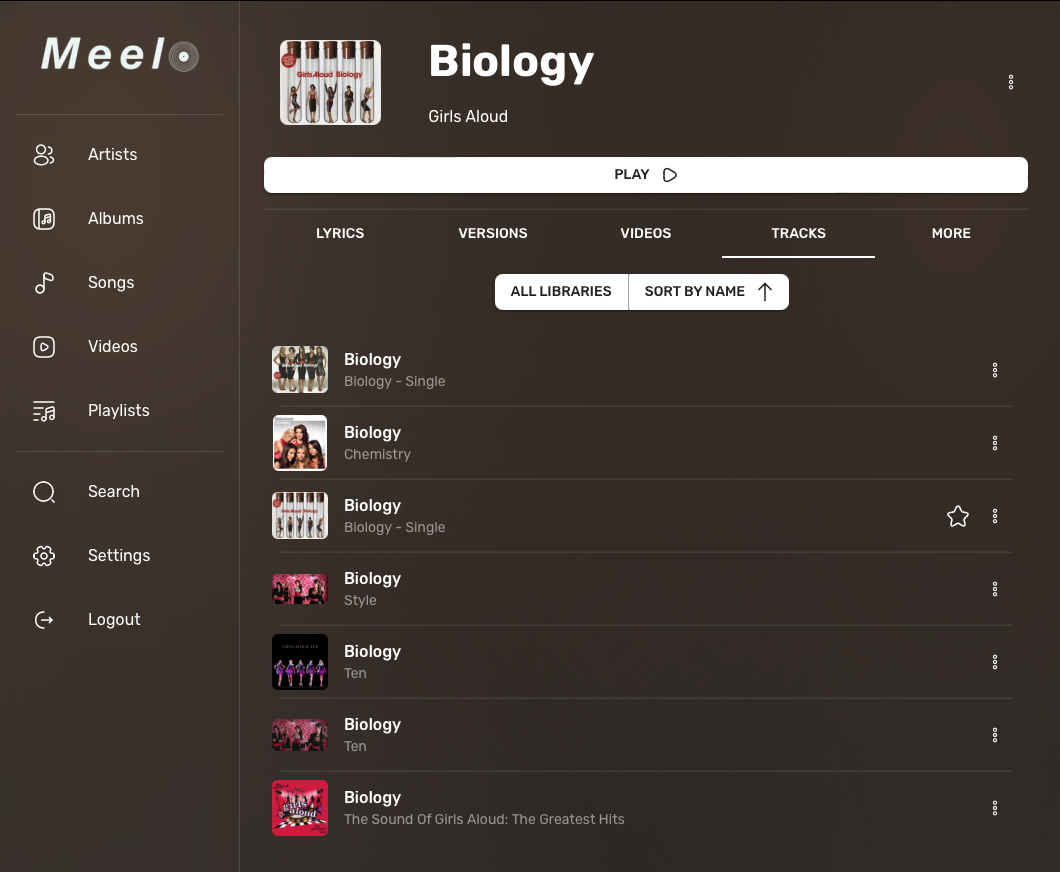 Meelo
Artists
Albums
Songs
Videos
Playlists
Search
Settings
Logout
Girls Aloud Biology
Biology
Girls Aloud
PLAY
LYRICS VERSIONS VIDEOS TRACKS MORE
ALL LIBRARIES SORT BY NAME
Biology
Biology - Single
Biology
Chemistry
Biology
Biology - Single
Biology
Style
Biology
Ten
Biology
Ten
girls aloud
Biology
The Sound Of Girls Aloud: The Greatest Hits